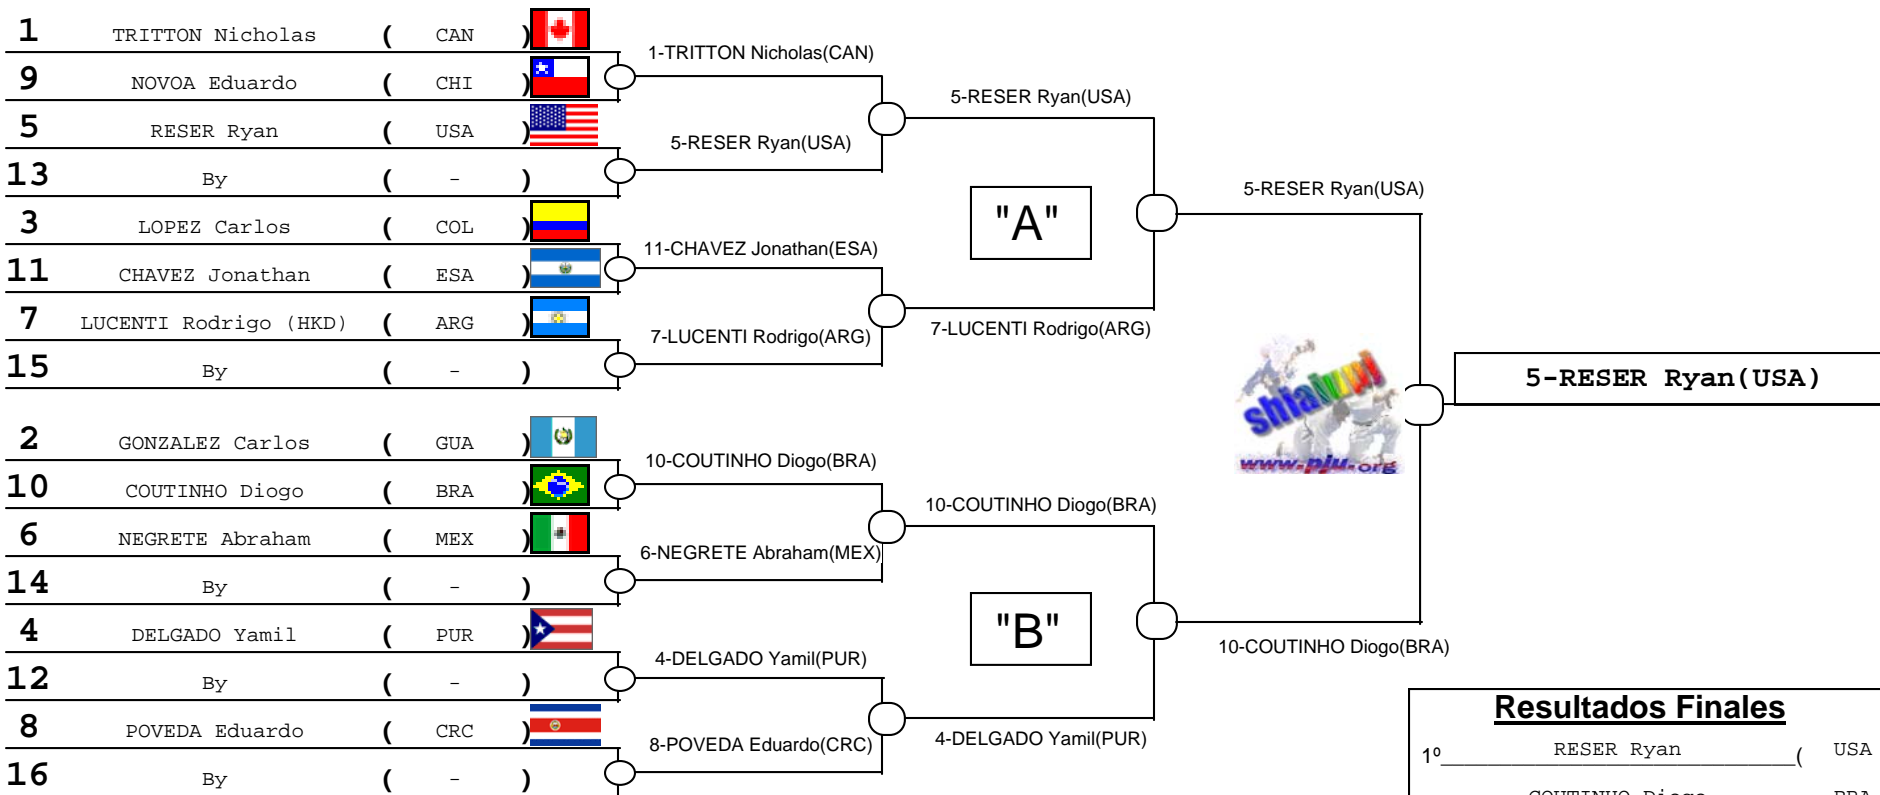 1 TRITTON Nicholas ( CAN )
9 NOVOA Eduardo ( CHI )
5 RESER Ryan ( USA )
13 By ( - )
3 LOPEZ Carlos ( COL )
11 CHAVEZ Jonathan ( ESA )
7 LUCENTI Rodrigo (HKD) ( ARG )
15 By ( - )
2 GONZALEZ Carlos ( GUA )
10 COUTINHO Diogo ( BRA )
6 NEGRETE Abraham ( MEX )
14 By ( - )
4 DELGADO Yamil ( PUR )
12 By ( - )
8 POVEDA Eduardo ( CRC )
16 By ( - )
1-TRITTON Nicholas(CAN)
5-RESER Ryan(USA)
11-CHAVEZ Jonathan(ESA)
7-LUCENTI Rodrigo(ARG)
10-COUTINHO Diogo(BRA)
6-NEGRETE Abraham(MEX)
4-DELGADO Yamil(PUR)
8-POVEDA Eduardo(CRC)
5-RESER Ryan(USA)
"A"
7-LUCENTI Rodrigo(ARG)
10-COUTINHO Diogo(BRA)
"B"
4-DELGADO Yamil(PUR)
5-RESER Ryan(USA)
www.pju.org
10-COUTINHO Diogo(BRA)
5-RESER Ryan(USA)
Resultados Finales
1º RESER Ryan ( USA
COUTINHO Diogo BRA